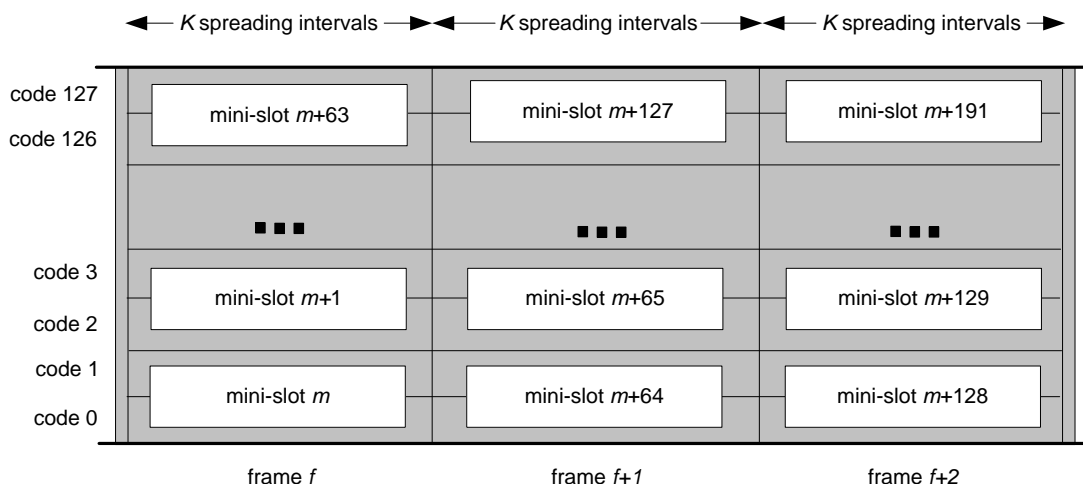 K spreading intervals K spreading intervals K spreading intervals
code 127
mini-slot m+63 mini-slot m+127 mini-slot m+191
code 126
code 3
mini-slot m+1 mini-slot m+65 mini-slot m+129
code 2
code 1
mini-slot m mini-slot m+64 mini-slot m+128
code 0
frame f frame f+1 frame f+2